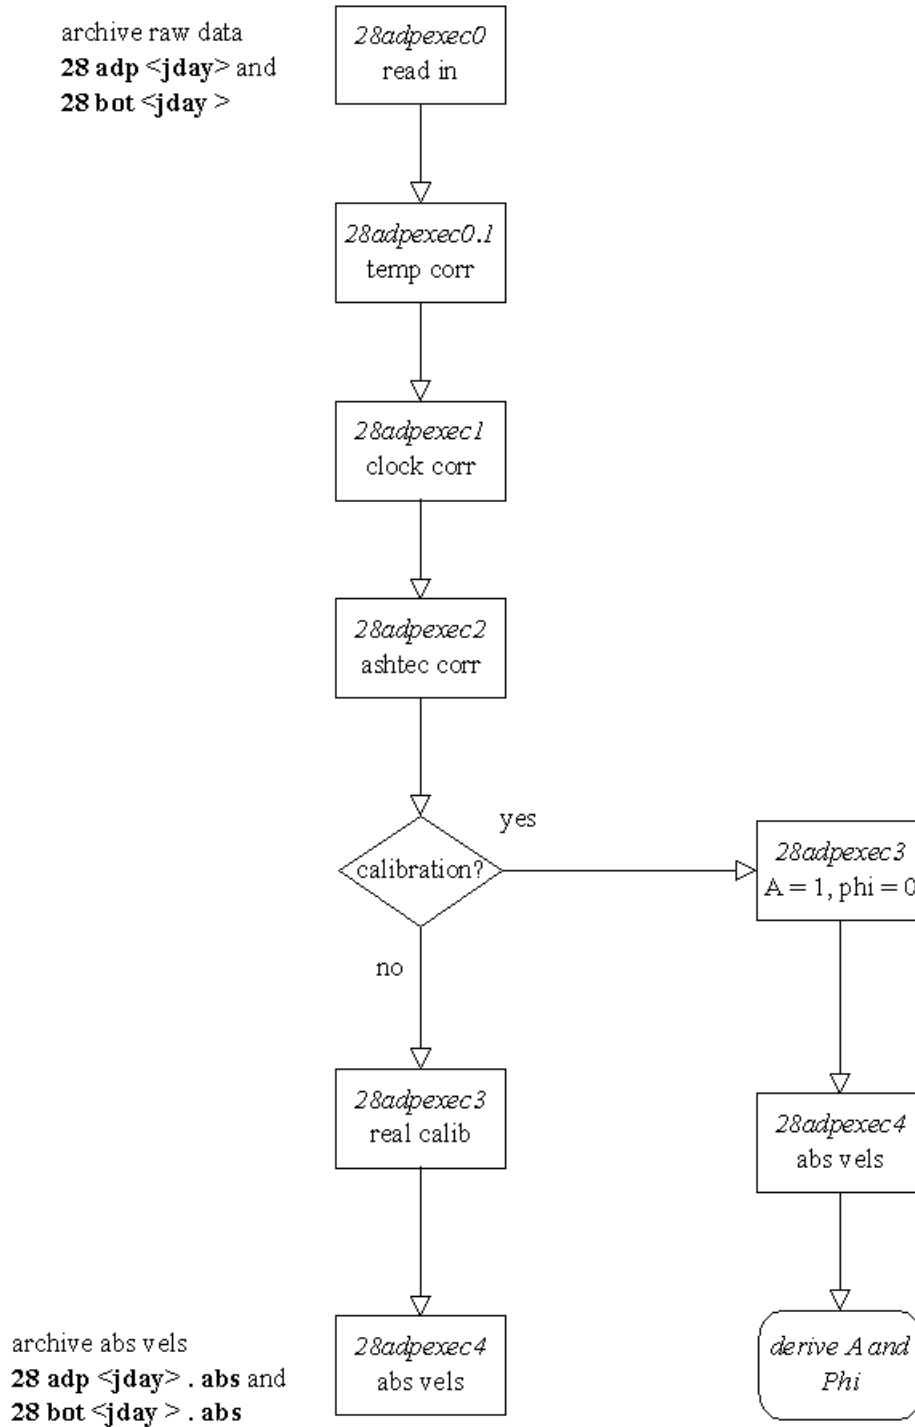 archive raw data
28 adp <jday> and
28 bot <jday >
28adpexec0
read in
28adpexec0.1
temp corr
28adpexec1
clock corr
28adpexec2
ashtec corr
calibration?
yes
28adpexec3
A = 1, phi = 0
no
28adpexec3
real calib
28adpexec4
abs vels
archive abs vels
28 adp <jday> . abs and
28 bot <jday > . abs
28adpexec4
abs vels
derive A and
Phi